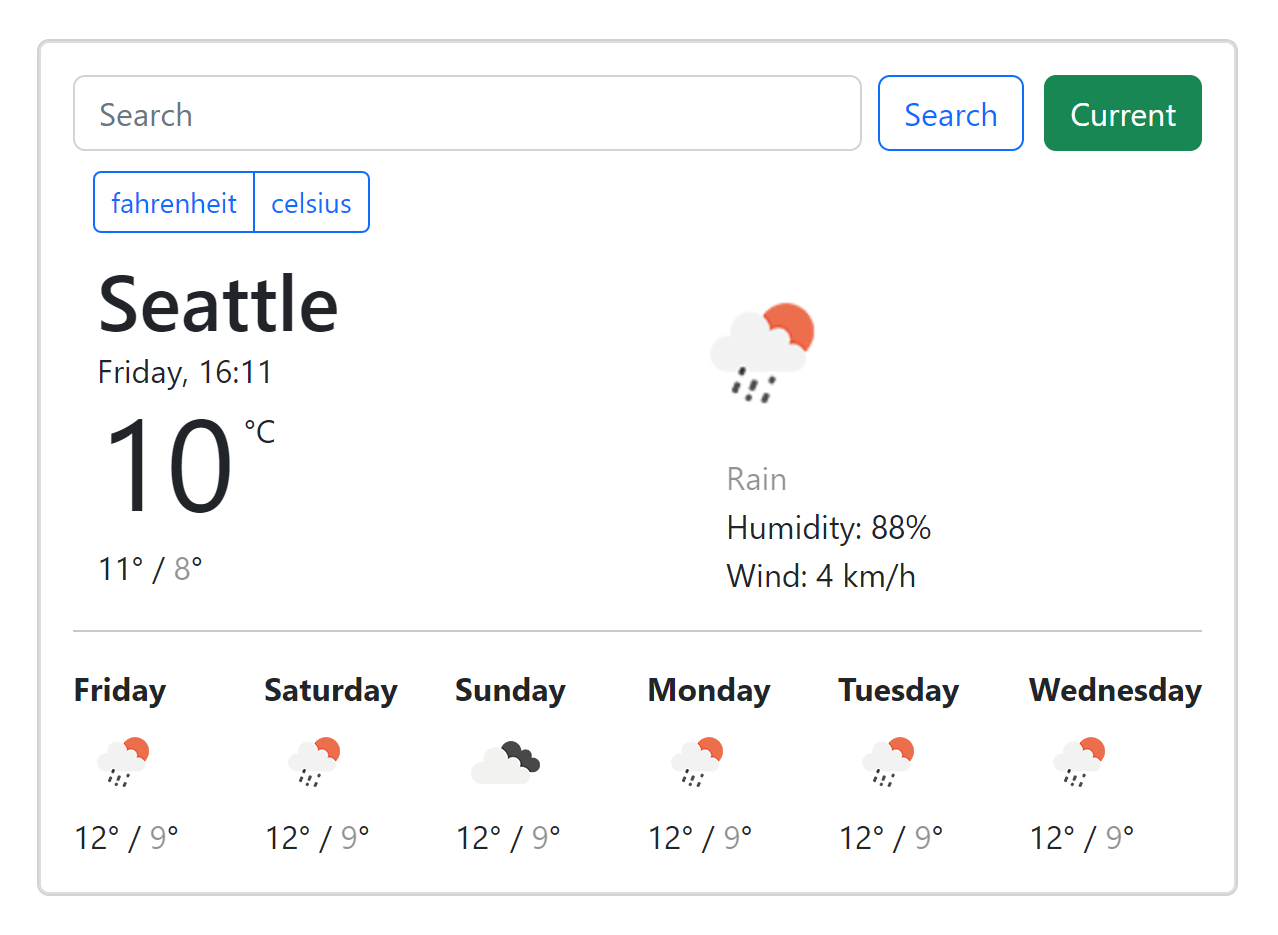 Search Search Current
fahrenheit celsius
Seattle
Friday, 16:11
10 °C
11° / 8°
Rain
Humidity: 88%
Wind: 4 km/h
Friday Saturday Sunday Monday Tuesday Wednesday
12° / 9° 12° / 9° 12° / 9° 12° / 9° 12° / 9° 12° / 9°